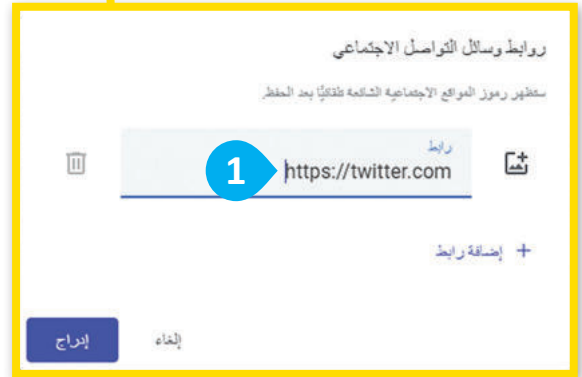 روابط وسائل التواصل الاجتماعي
ستظهر رموز المواقع الاجتماعية الشائعة تلقائيًا بعد الحفظ.
رابط
1 https://twitter.com
+ إضافة رابط
إلغاء
إدراج